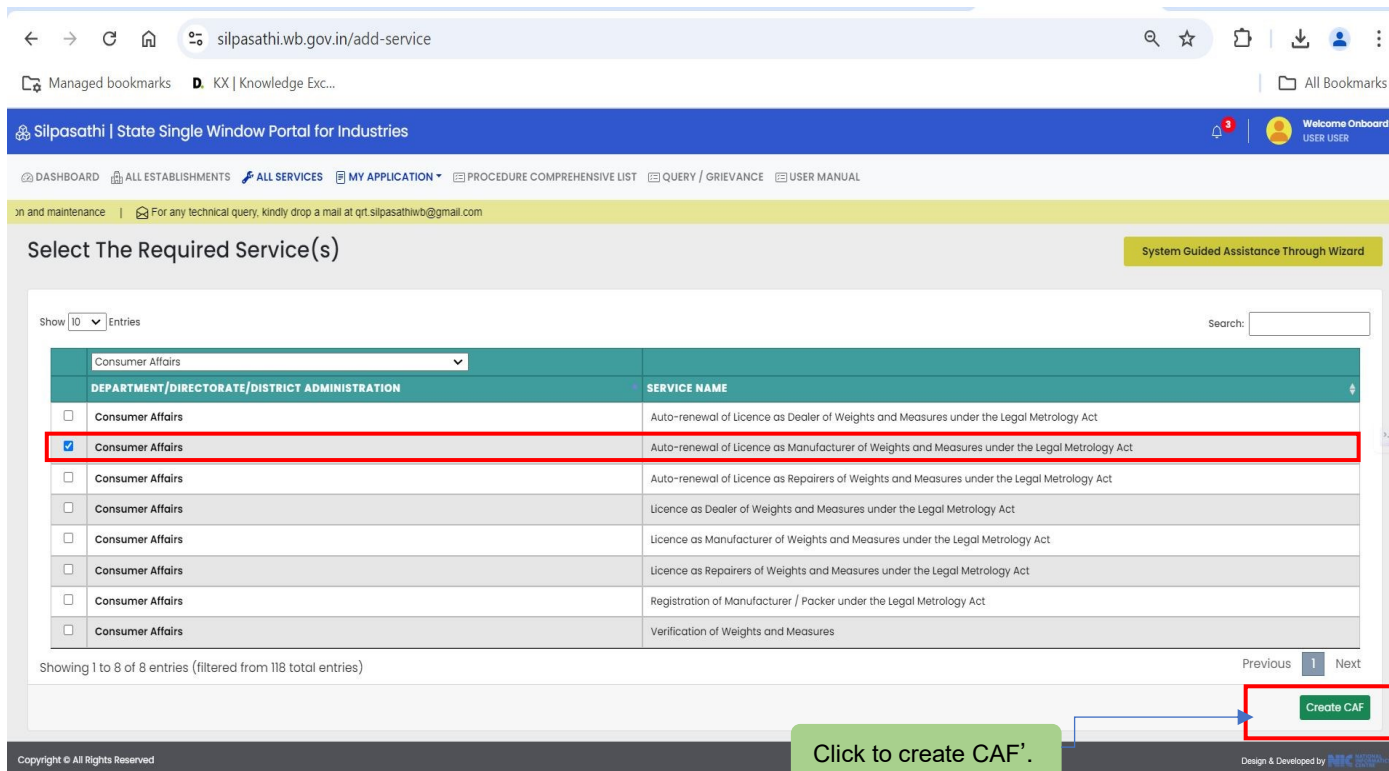 silpasathi.wb.gov.in/add-service
Managed bookmarks D. KX | Knowledge Exc... All Bookmarks
Silpasathi | State Single Window Portal for Industries 3 Welcome Onboard
USER USER
DASHBOARD ALL ESTABLISHMENTS ALL SERVICES MY APPLICATION PROCEDURE COMPREHENSIVE LIST QUERY / GRIEVANCE USER MANUAL
on and maintenance | For any technical query, kindly drop a mail at qrt.silpasathiwb@gmail.com
Select The Required Service(s) System Guided Assistance Through Wizard
Show 10 Entries Search:
Consumer Affairs
DEPARTMENT/DIRECTORATE/DISTRICT ADMINISTRATION SERVICE NAME
Consumer Affairs Auto-renewal of Licence as Dealer of Weights and Measures under the Legal Metrology Act
Consumer Affairs Auto-renewal of Licence as Manufacturer of Weights and Measures under the Legal Metrology Act
Consumer Affairs Auto-renewal of Licence as Repairers of Weights and Measures under the Legal Metrology Act
Consumer Affairs Licence as Dealer of Weights and Measures under the Legal Metrology Act
Consumer Affairs Licence as Manufacturer of Weights and Measures under the Legal Metrology Act
Consumer Affairs Licence as Repairers of Weights and Measures under the Legal Metrology Act
Consumer Affairs Registration of Manufacturer / Packer under the Legal Metrology Act
Consumer Affairs Verification of Weights and Measures
Showing 1 to 8 of 8 entries (filtered from 118 total entries) Previous 1 Next
Create CAF
Click to create CAF’.
Copyright © All Rights Reserved Design & Developed by NIC